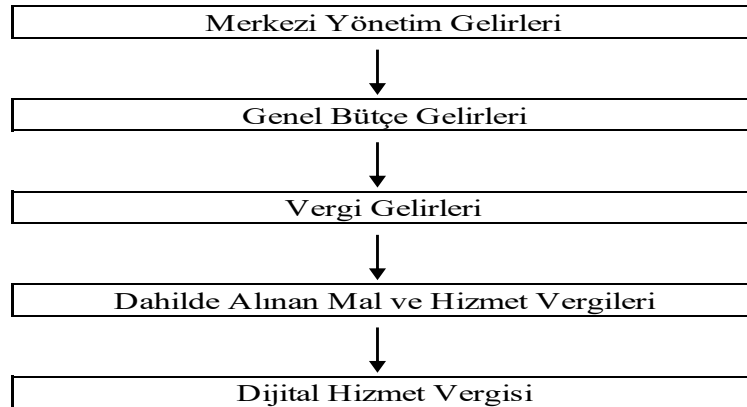 Merkezi Yönetim Gelirleri
Genel Bütçe Gelirleri
Vergi Gelirleri
Dahilde Alınan Mal ve Hizmet Vergileri
Dijital Hizmet Vergisi